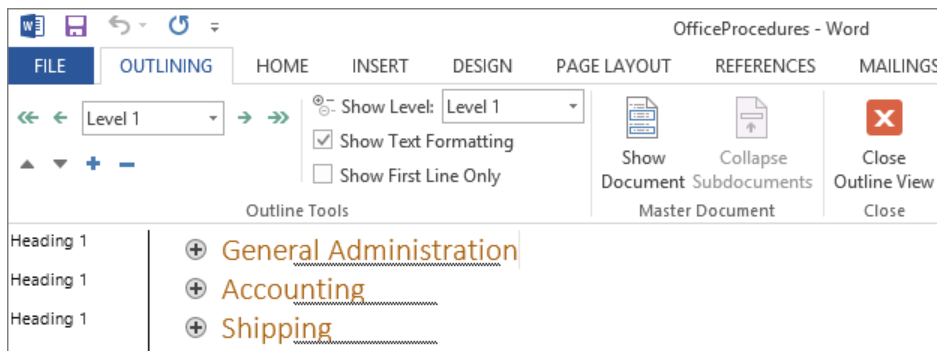 OfficeProcedures - Word
FILE OUTLINING HOME INSERT DESIGN PAGE LAYOUT REFERENCES MAILINGS
Level 1
Show Level: Level 1
Show Text Formatting
Show First Line Only
Outline Tools
Show Document
Collapse Subdocuments
Master Document
Close Outline View
Close
Heading 1 General Administration
Heading 1 Accounting
Heading 1 Shipping